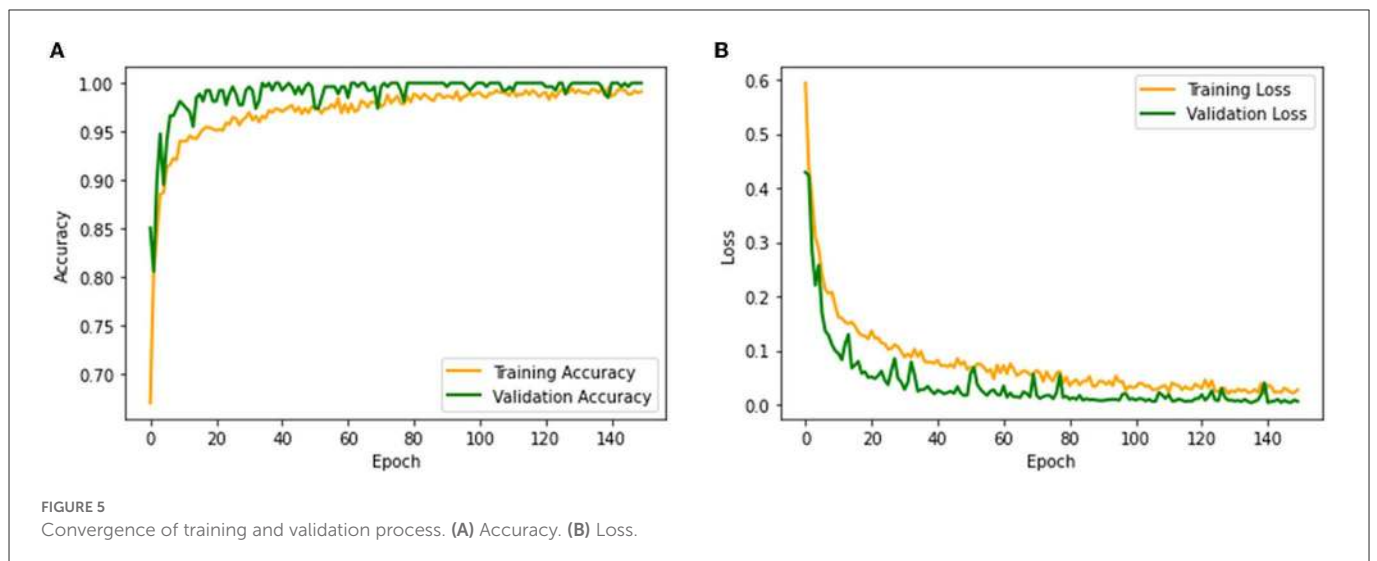 A
Accuracy
1.00
0.95
0.90
0.85
0.80
0.75
0.70
Training Accuracy
Validation Accuracy
0 20 40 60 80 100 120 140
Epoch
B
Loss
0.6
0.5
0.4
0.3
0.2
0.1
0.0
Training Loss
Validation Loss
0 20 40 60 80 100 120 140
Epoch
FIGURE 5
Convergence of training and validation process. (A) Accuracy. (B) Loss.